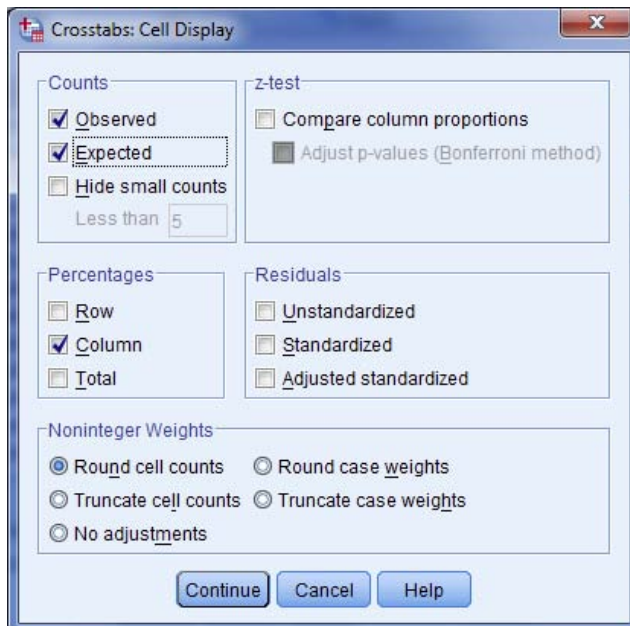 Crosstabs: Cell Display
Counts
Observed
Expected
Hide small counts
Less than 5
z-test
Compare column proportions
Adjust p-values (Bonferroni method)
Percentages
Row
Column
Total
Residuals
Unstandardized
Standardized
Adjusted standardized
Noninteger Weights
Round cell counts
Round case weights
Truncate cell counts
Truncate case weights
No adjustments
Continue
Cancel
Help